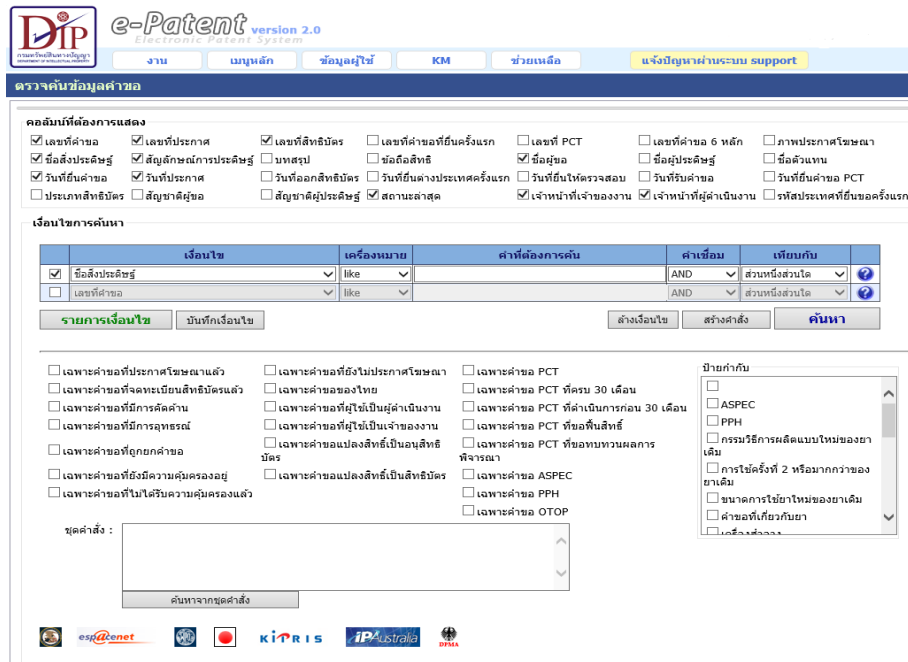 DIP
กรมทรัพย์สินทางปัญญา
DEPARTMENT OF INTELLECTUAL PROPERTY
e-Patent version 2.0
Electronic Patent System
งาน เมนูหลัก ข้อมูลผู้ใช้ KM ช่วยเหลือ แจ้งปัญหาผ่านระบบ support
ตรวจค้นข้อมูลคำขอ
คอลัมน์ที่ต้องการแสดง
เลขที่คำขอ เลขที่ประกาศ เลขที่สิทธิบัตร เลขที่คำขอที่ยื่นครั้งแรก เลขที่ PCT เลขที่คำขอ 6 หลัก ภาพประกาศโฆษณา
ชื่อสิ่งประดิษฐ์ สัญลักษณ์การประดิษฐ์ บทสรุป ข้อถือสิทธิ ชื่อผู้ขอ ชื่อผู้ประดิษฐ์ ชื่อตัวแทน
วันที่ยื่นคำขอ วันที่ประกาศ วันที่ออกสิทธิบัตร วันที่ยื่นต่างประเทศครั้งแรก วันที่ยื่นให้ตรวจสอบ วันที่รับคำขอ วันที่ยื่นคำขอ PCT
ประเภทสิทธิบัตร สัญชาติผู้ขอ สัญชาติผู้ประดิษฐ์ สถานะล่าสุด เจ้าหน้าที่เจ้าของงาน เจ้าหน้าที่ผู้ดำเนินงาน รหัสประเทศที่ยื่นขอครั้งแรก
เงื่อนไขการค้นหา
เงื่อนไข เครื่องหมาย คำที่ต้องการค้น คำเชื่อม เทียบกับ
ชื่อสิ่งประดิษฐ์ like AND ส่วนหนึ่งส่วนใด ?
เลขที่คำขอ like AND ส่วนหนึ่งส่วนใด ?
รายการเงื่อนไข บันทึกเงื่อนไข ล้างเงื่อนไข สร้างคำสั่ง ค้นหา
เฉพาะคำขอที่ประกาศโฆษณาแล้ว เฉพาะคำขอที่ยังไม่ประกาศโฆษณา เฉพาะคำขอ PCT
เฉพาะคำขอที่จดทะเบียนสิทธิบัตรแล้ว เฉพาะคำขอของไทย เฉพาะคำขอ PCT ที่ครบ 30 เดือน
เฉพาะคำขอที่มีการคัดค้าน เฉพาะคำขอที่ผู้ใช้เป็นผู้ดำเนินงาน เฉพาะคำขอ PCT ที่ดำเนินการก่อน 30 เดือน
เฉพาะคำขอที่มีการอุทธรณ์ เฉพาะคำขอที่ผู้ใช้เป็นเจ้าของงาน เฉพาะคำขอ PCT ที่ขอฟื้นสิทธิ์
เฉพาะคำขอที่ถูกยกคำขอ เฉพาะคำขอแปลงสิทธิ์เป็นอนุสิทธิบัตร เฉพาะคำขอ PCT ที่ขอทบทวนผลการพิจารณา
เฉพาะคำขอที่ยังมีความคุ้มครองอยู่ เฉพาะคำขอแปลงสิทธิ์เป็นสิทธิบัตร เฉพาะคำขอ ASPEC
เฉพาะคำขอที่ไม่ได้รับความคุ้มครองแล้ว เฉพาะคำขอ PPH
เฉพาะคำขอ OTOP
ป้ายกำกับ
ASPEC
PPH
กรรมวิธีการผลิตแบบใหม่ของยา
เดิม
การใช้ครั้งที่ 2 หรือมากกว่าของ
ยาเดิม
ขนาดการใช้ยาใหม่ของยาเดิม
คำขอที่เกี่ยวกับยา
เครื่องสำอาง
ชุดคำสั่ง :
ค้นหาจากชุดคำสั่ง
espacenet KIPRIS IPAustralia DPMA